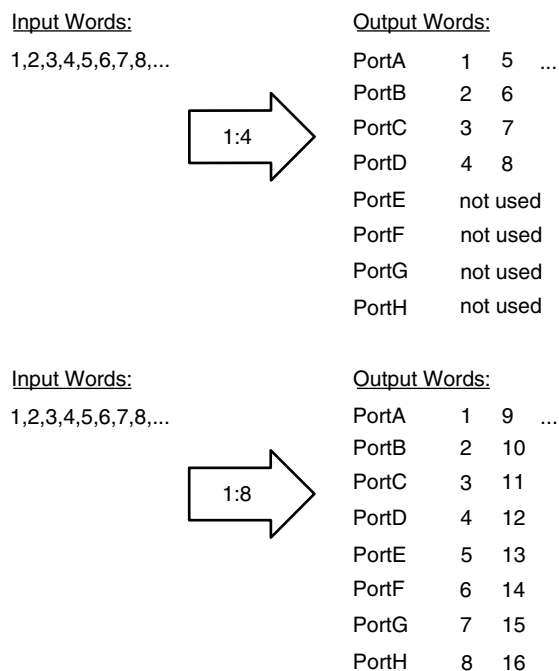 Input Words: Output Words:
1,2,3,4,5,6,7,8,... PortA 1 5 ...
PortB 2 6
1:4 PortC 3 7
PortD 4 8
PortE not used
PortF not used
PortG not used
PortH not used
Input Words: Output Words:
1,2,3,4,5,6,7,8,... PortA 1 9 ...
PortB 2 10
1:8 PortC 3 11
PortD 4 12
PortE 5 13
PortF 6 14
PortG 7 15
PortH 8 16